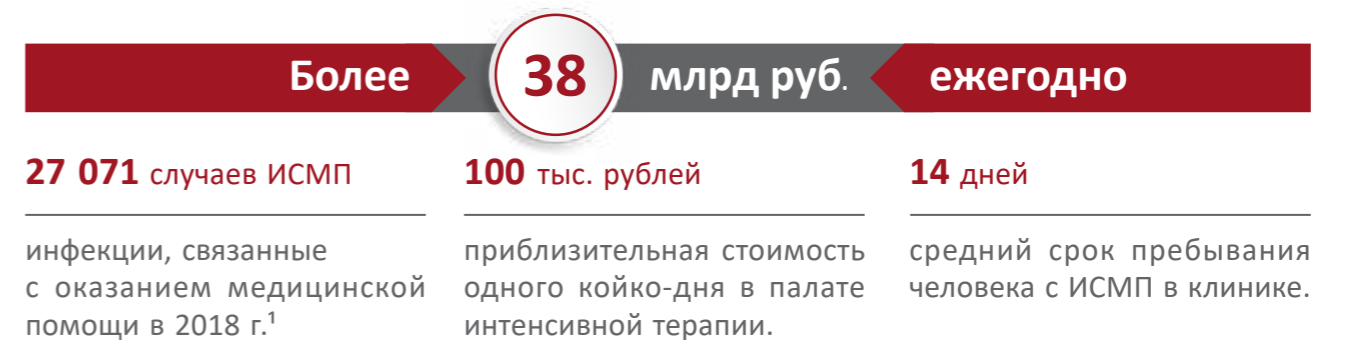 Более 38 млрд руб. ежегодно
27 071 случаев ИСМП
инфекции, связанные
с оказанием медицинской
помощи в 2018 г.¹
100 тыс. рублей
приблизительная стоимость
одного койко-дня в палате
интенсивной терапии.
14 дней
средний срок пребывания
человека с ИСМП в клинике.